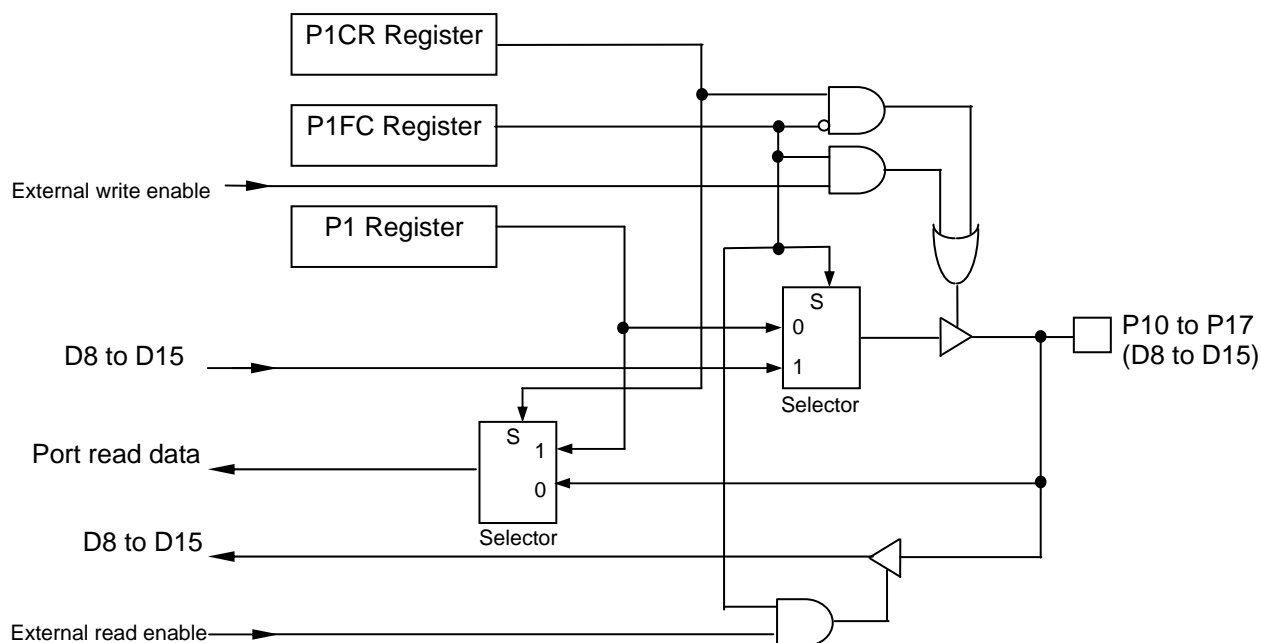 P1CR Register
P1FC Register
External write enable
P1 Register
S
0
1
Selector
P10 to P17
(D8 to D15)
D8 to D15
S
1
0
Selector
Port read data
D8 to D15
External read enable